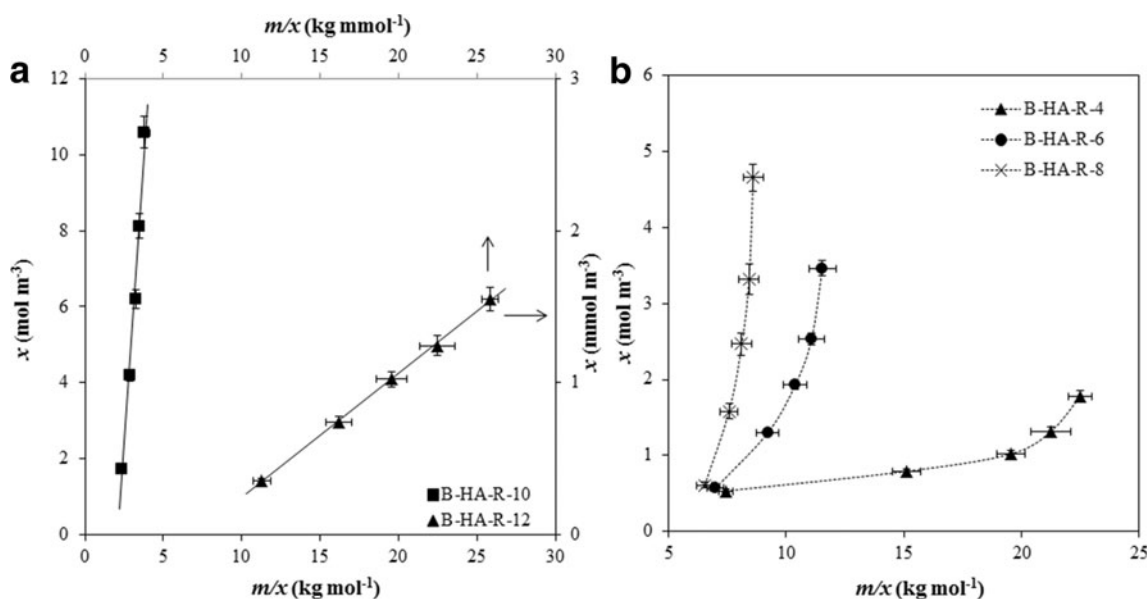 a
m/x (kg mmol⁻¹)
0 5 10 15 20 25 30
x (mol m⁻³)
12
10
8
6
4
2
0
3
2
1
0
x (mmol m⁻³)
B-HA-R-10
B-HA-R-12
0 5 10 15 20 25 30
m/x (kg mol⁻¹)
b
x (mol m⁻³)
6
5
4
3
2
1
0
B-HA-R-4
B-HA-R-6
B-HA-R-8
5 10 15 20 25
m/x (kg mol⁻¹)